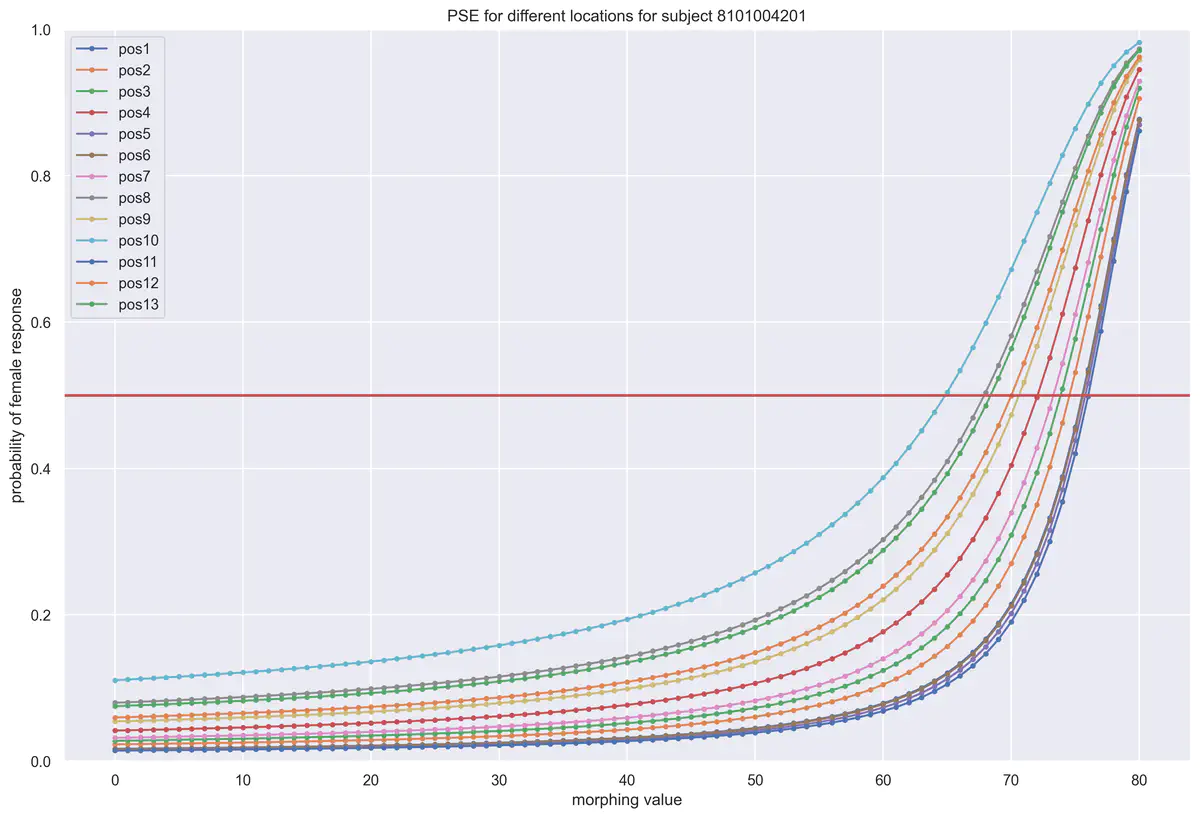 PSE for different locations for subject 8101004201
1.0
0.8
0.6
0.4
0.2
0.0
probability of female response
pos1
pos2
pos3
pos4
pos5
pos6
pos7
pos8
pos9
pos10
pos11
pos12
pos13
0 10 20 30 40 50 60 70 80
morphing value